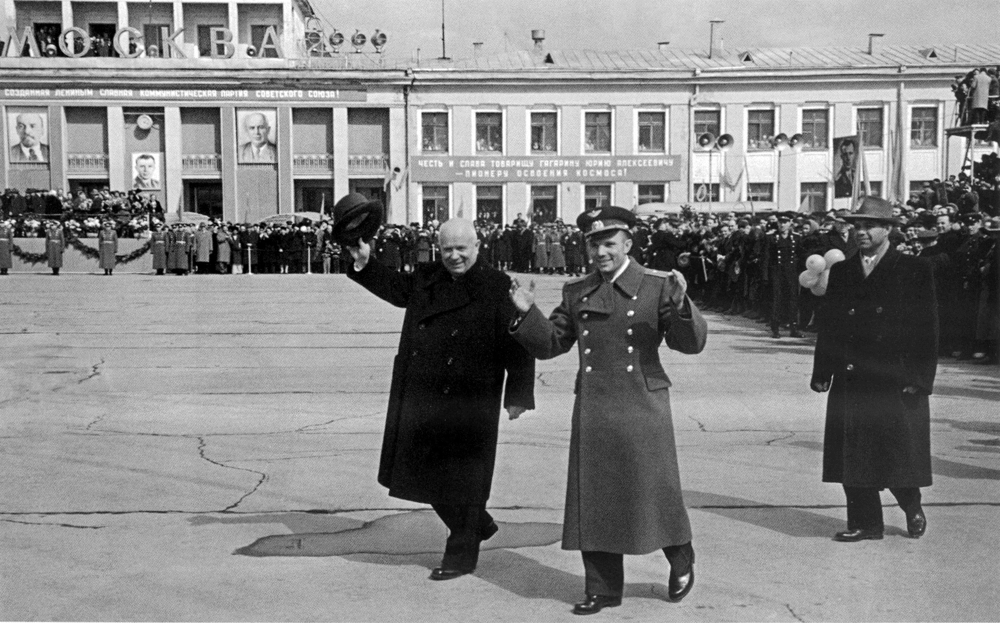 МОСКВА
СОЗДАННАЯ ЛЕНИНЫМ СЛАВНАЯ КОММУНИСТИЧЕСКАЯ ПАРТИЯ СОВЕТСКОГО СОЮЗА!
ЧЕСТЬ И СЛАВА ТОВАРИЩУ ГАГАРИНУ ЮРИЮ АЛЕКСЕЕВИЧУ
—ПИОНЕРУ ОСВОЕНИЯ КОСМОСА!